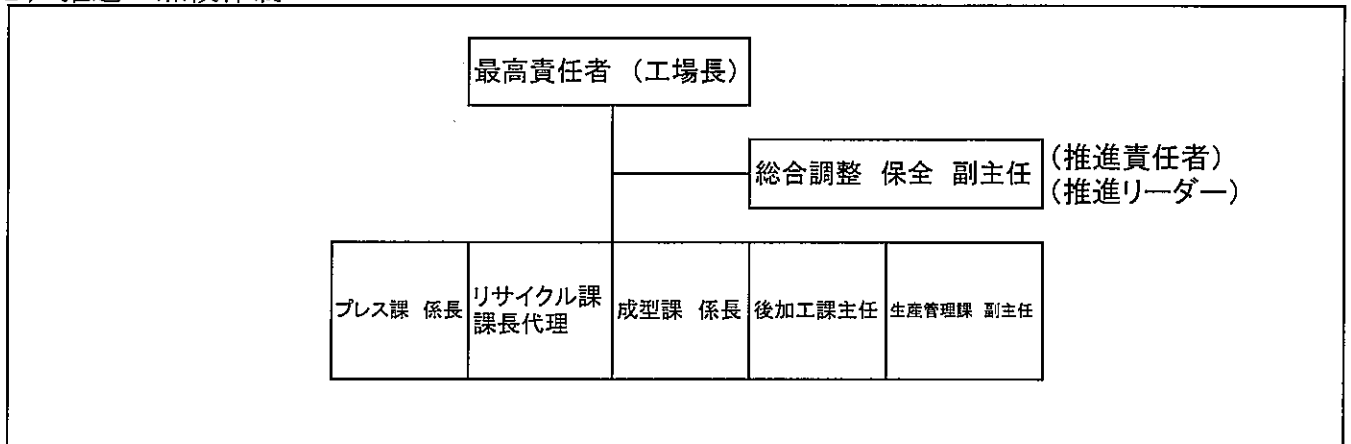 最高責任者 (工場長)
総合調整 保全 副主任
(推進責任者)
(推進リーダー)
プレス課 係長
リサイクル課
課長代理
成型課 係長
後加工課主任
生産管理課 副主任